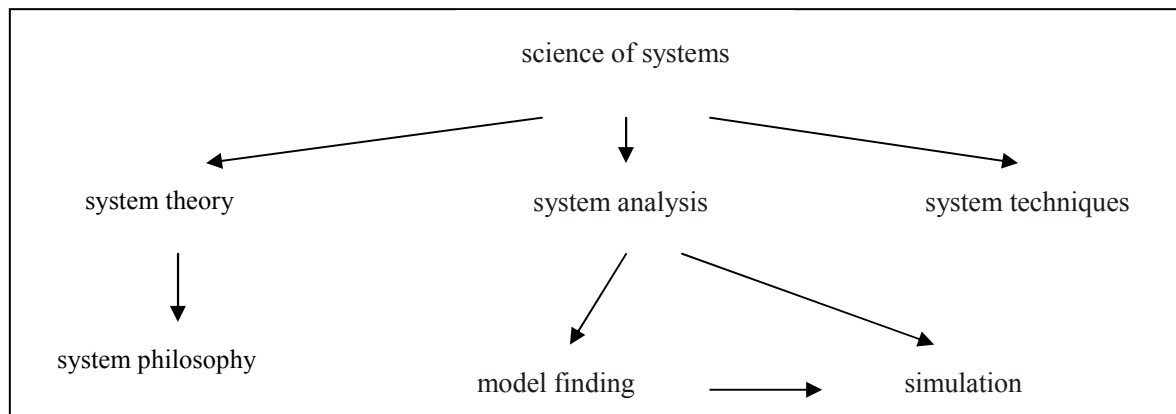 science of systems
system theory
system analysis
system techniques
system philosophy
model finding
simulation